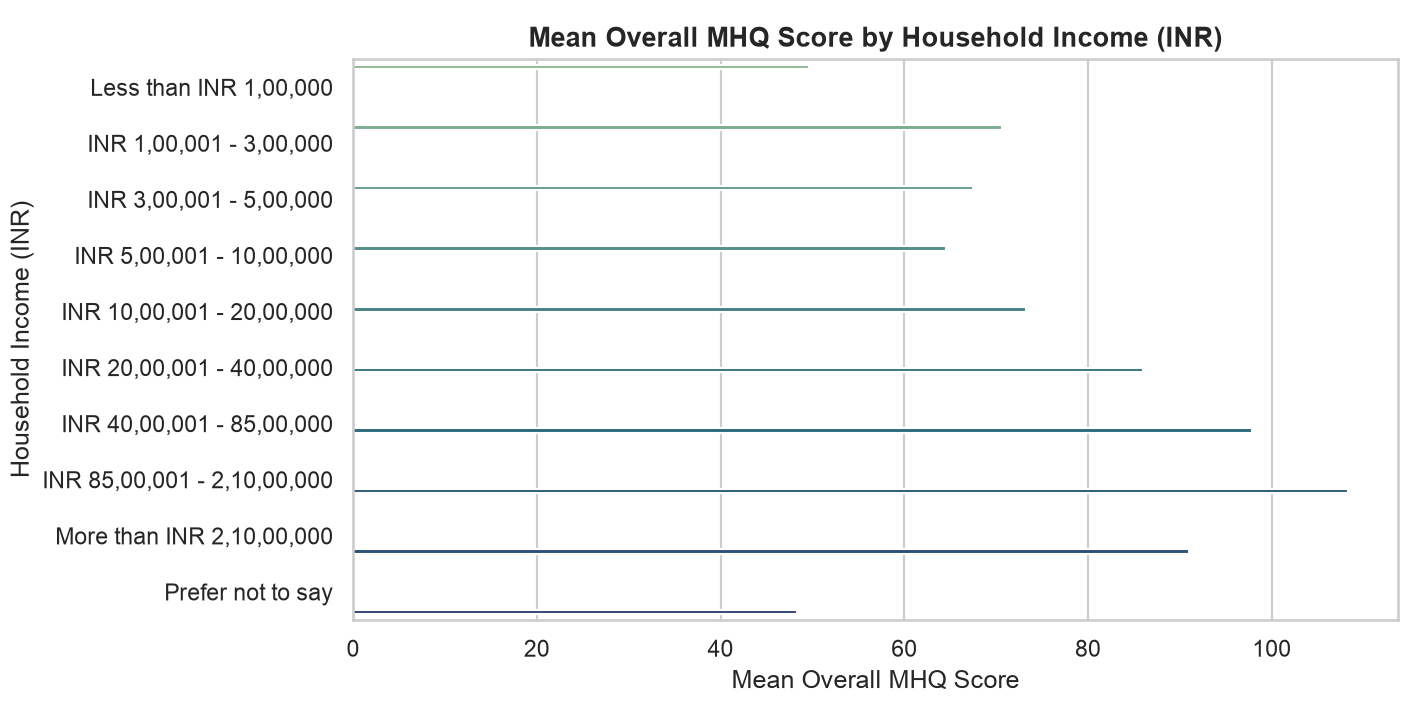 Mean Overall MHQ Score by Household Income (INR)
Household Income (INR)
Less than INR 1,00,000
INR 1,00,001 - 3,00,000
INR 3,00,001 - 5,00,000
INR 5,00,001 - 10,00,000
INR 10,00,001 - 20,00,000
INR 20,00,001 - 40,00,000
INR 40,00,001 - 85,00,000
INR 85,00,001 - 2,10,00,000
More than INR 2,10,00,000
Prefer not to say
0 20 40 60 80 100
Mean Overall MHQ Score